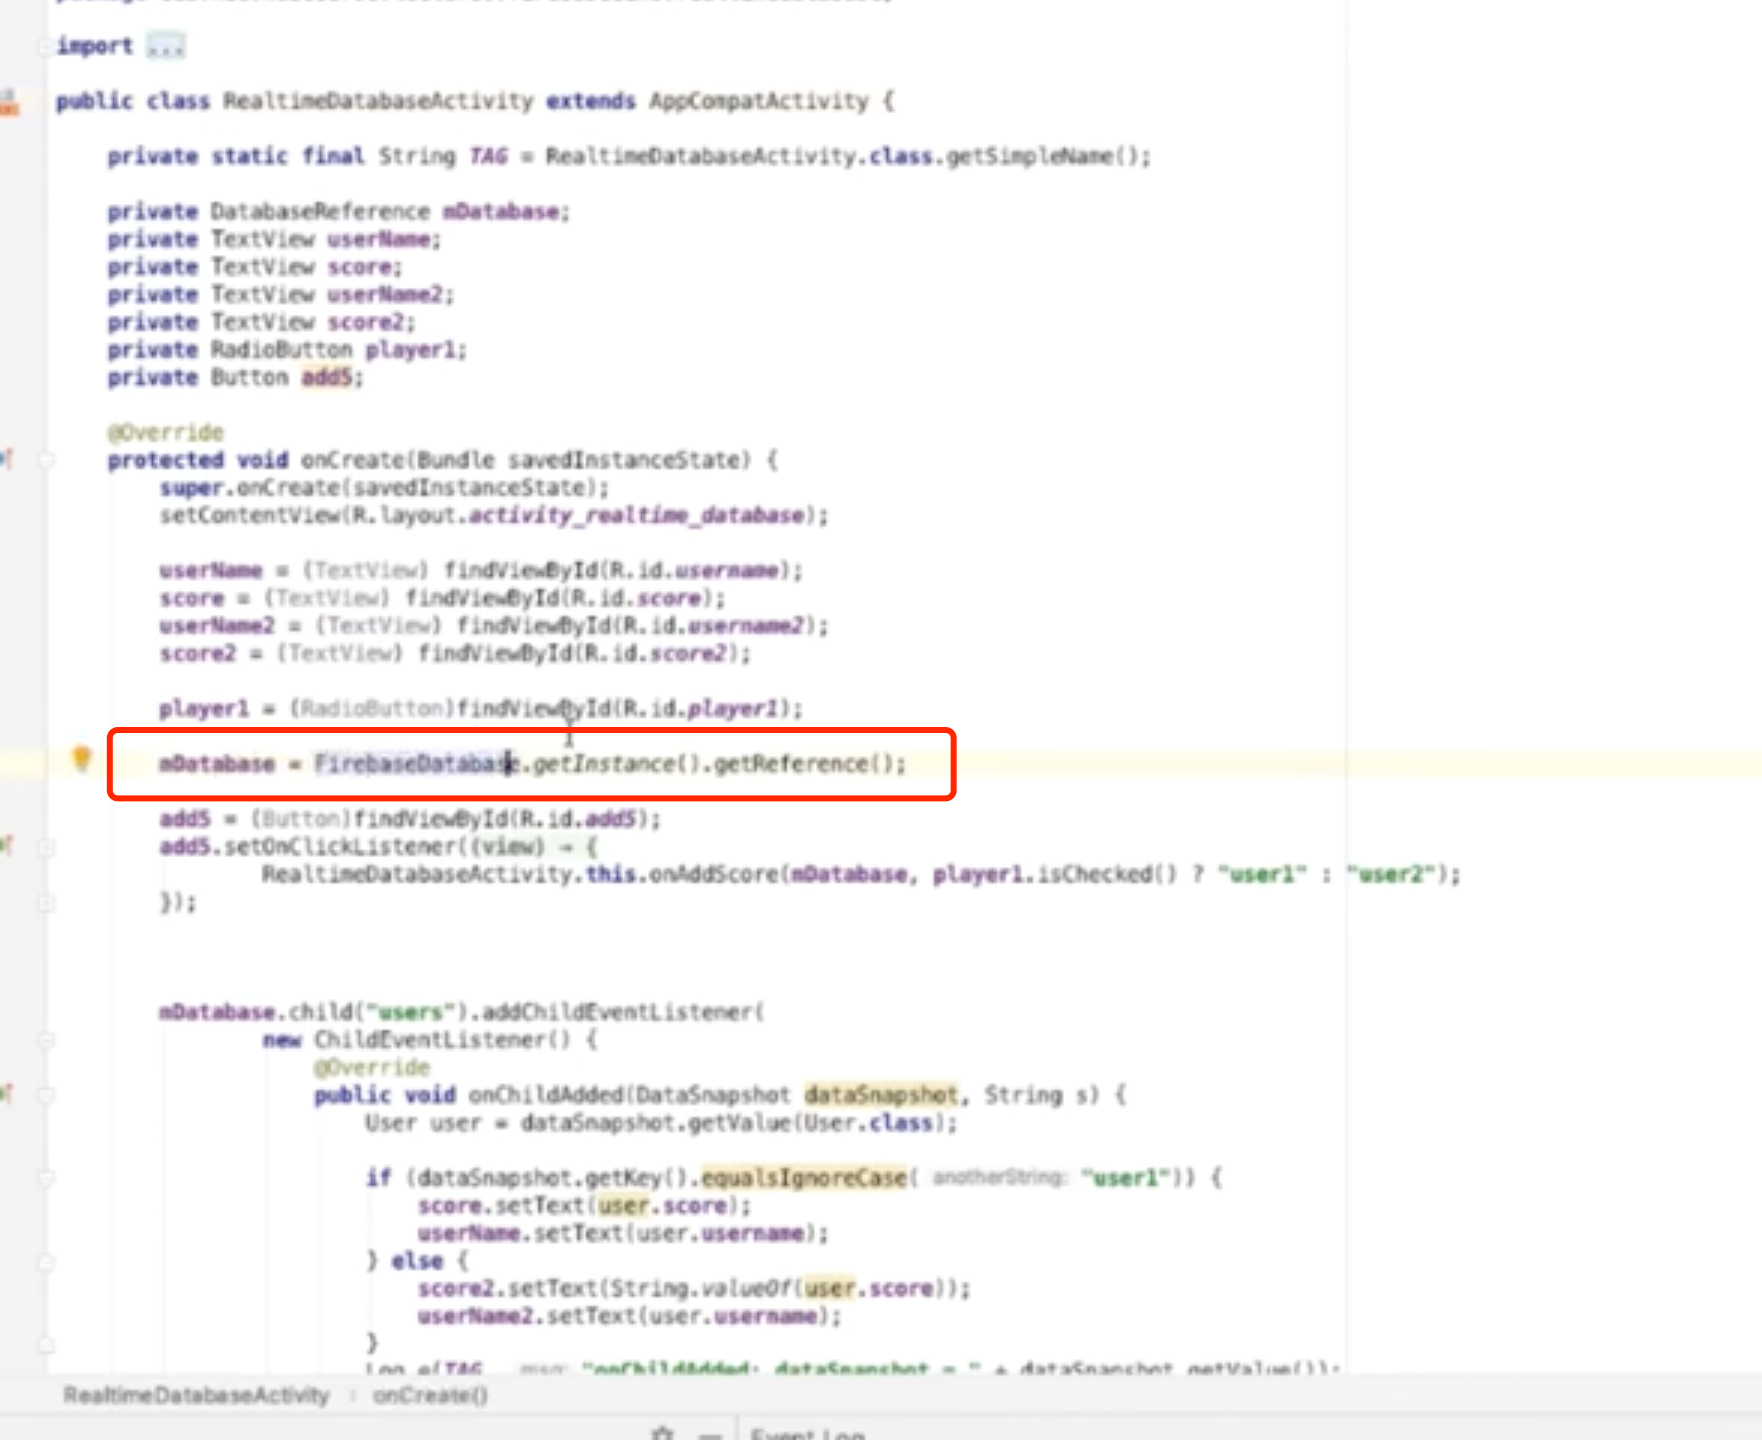 import ...
public class RealtimeDatabaseActivity extends AppCompatActivity {
private static final String TAG = RealtimeDatabaseActivity.class.getSimpleName();
private DatabaseReference mDatabase;
private TextView userName;
private TextView score;
private TextView userName2;
private TextView score2;
private RadioButton player1;
private Button add5;
@Override
protected void onCreate(Bundle savedInstanceState) {
super.onCreate(savedInstanceState);
setContentView(R.layout.activity_realtime_database);
userName = (TextView) findViewById(R.id.username);
score = (TextView) findViewById(R.id.score);
userName2 = (TextView) findViewById(R.id.username2);
score2 = (TextView) findViewById(R.id.score2);
player1 = (RadioButton)findViewById(R.id.player1);
mDatabase = FirebaseDatabase.getInstance().getReference();
add5 = (Button)findViewById(R.id.add5);
add5.setOnClickListener((view) → {
RealtimeDatabaseActivity.this.onAddScore(mDatabase, player1.isChecked() ? "user1" : "user2");
});
mDatabase.child("users").addChildEventListener(
new ChildEventListener() {
@Override
public void onChildAdded(DataSnapshot dataSnapshot, String s) {
User user = dataSnapshot.getValue(User.class);
if (dataSnapshot.getKey().equalsIgnoreCase( anotherString: "user1")) {
score.setText(user.score);
userName.setText(user.username);
} else {
score2.setText(String.valueOf(user.score));
userName2.setText(user.username);
}
Log.e(TAG, msg: "onChildAdded: dataSnapshot = " + dataSnapshot.getValue());
RealtimeDatabaseActivity › onCreate()
Event Log